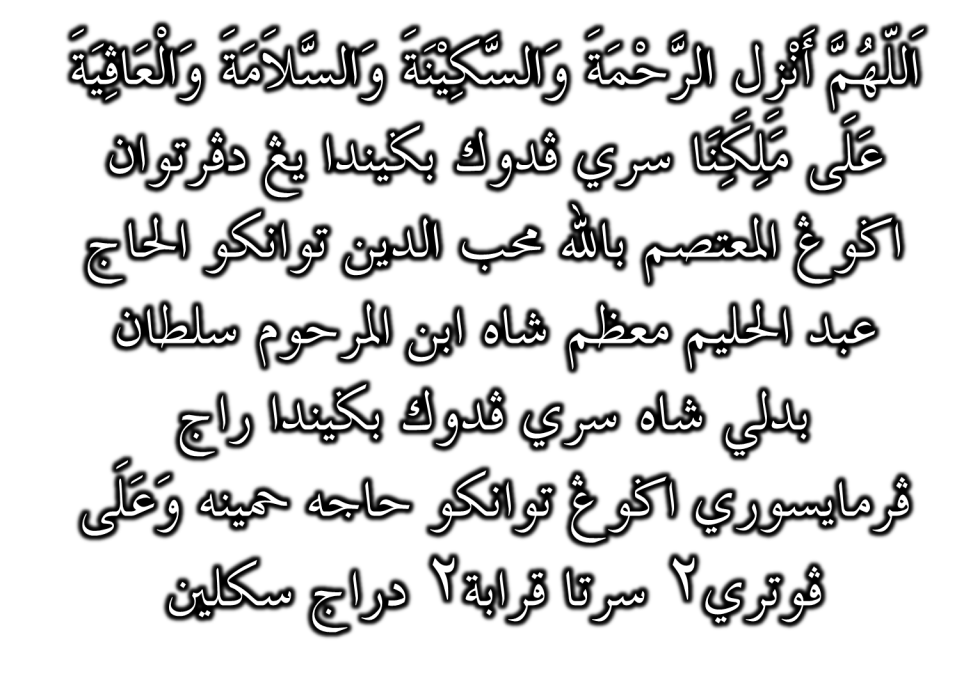 اَللّٰهُمَّ أَنْزِلِ الرَّحْمَةَ وَالسَّكِيْنَةَ وَالسَّلَامَةَ وَالْعَافِيَةَ
عَلَى مَلِكِنَا سري ڤدوك بݢيندا يڠ دڤرتوان
اݢوڠ المعتصم بالله محب الدين توانكو الحاج
عبد الحليم معظم شاه ابن المرحوم سلطان
بدلي شاه سري ڤدوك بݢيندا راج
ڤرمايسوري اݢوڠ توانكو حاجه حمينه وَعَلَى
ڤوتري٢ سرتا قرابة٢ دراج سكلين